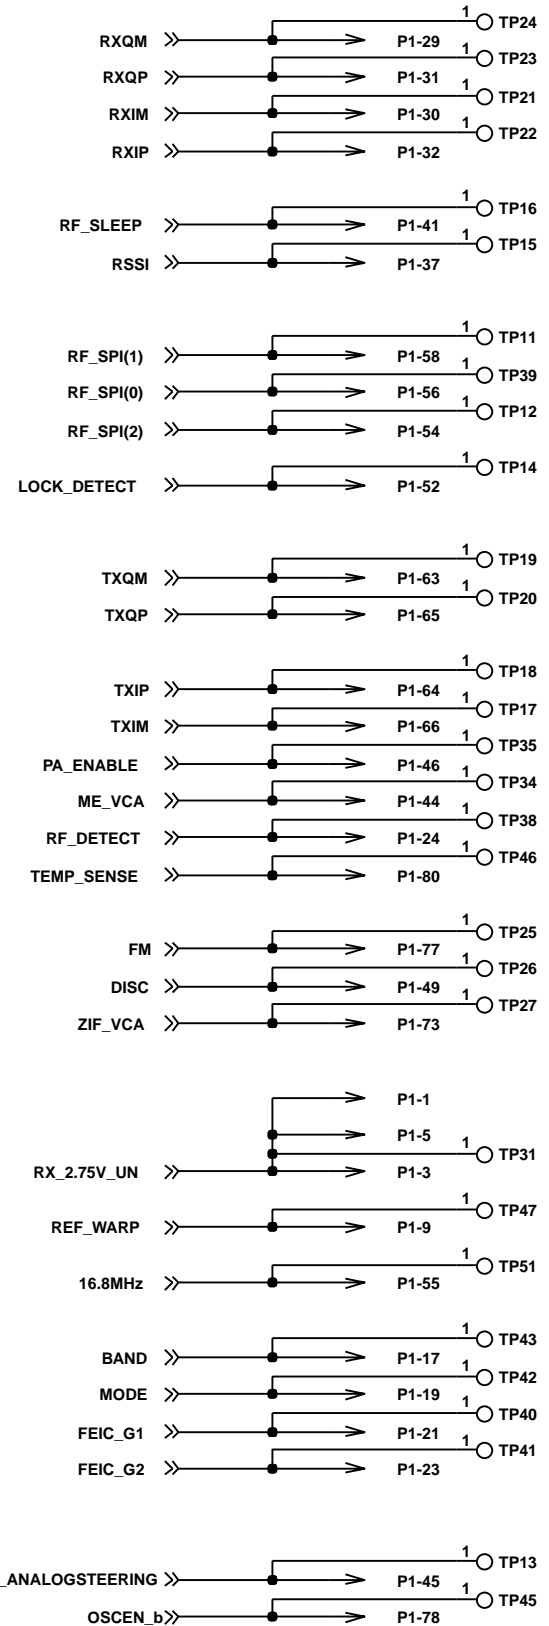 1 TP24
RXQM P1-29
1 TP23
RXQP P1-31
1 TP21
RXIM P1-30
1 TP22
RXIP P1-32
1 TP16
RF_SLEEP P1-41
1 TP15
RSSI P1-37
1 TP11
RF_SPI(1) P1-58
1 TP39
RF_SPI(0) P1-56
1 TP12
RF_SPI(2) P1-54
1 TP14
LOCK_DETECT P1-52
1 TP19
TXQM P1-63
1 TP20
TXQP P1-65
1 TP18
TXIP P1-64
1 TP17
TXIM P1-66
1 TP35
PA_ENABLE P1-46
1 TP34
ME_VCA P1-44
1 TP38
RF_DETECT P1-24
1 TP46
TEMP_SENSE P1-80
1 TP25
FM P1-77
1 TP26
DISC P1-49
1 TP27
ZIF_VCA P1-73
P1-1
P1-5
1 TP31
RX_2.75V_UN P1-3
1 TP47
REF_WARP P1-9
1 TP51
16.8MHz P1-55
1 TP43
BAND P1-17
1 TP42
MODE P1-19
1 TP40
FEIC_G1 P1-21
1 TP41
FEIC_G2 P1-23
1 TP13
_ANALOGSTEERING P1-45
1 TP45
OSCEN_b P1-78